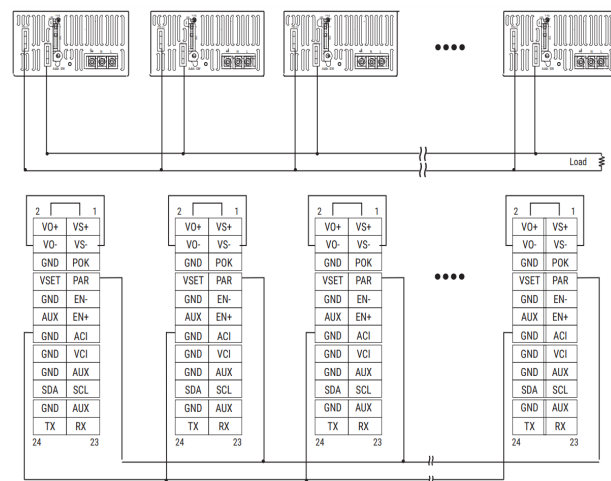 Load
2 1 2 1 2 1 2 1
VO+ VS+ VO+ VS+ VO+ VS+ VO+ VS+
VO- VS- VO- VS- VO- VS- VO- VS-
GND POK GND POK GND POK GND POK
VSET PAR VSET PAR VSET PAR VSET PAR
GND EN- GND EN- GND EN- GND EN-
AUX EN+ AUX EN+ AUX EN+ AUX EN+
GND ACI GND ACI GND ACI GND ACI
GND VCI GND VCI GND VCI GND VCI
GND AUX GND AUX GND AUX GND AUX
SDA SCL SDA SCL SDA SCL SDA SCL
GND AUX GND AUX GND AUX GND AUX
TX RX TX RX TX RX TX RX
24 23 24 23 24 23 24 23